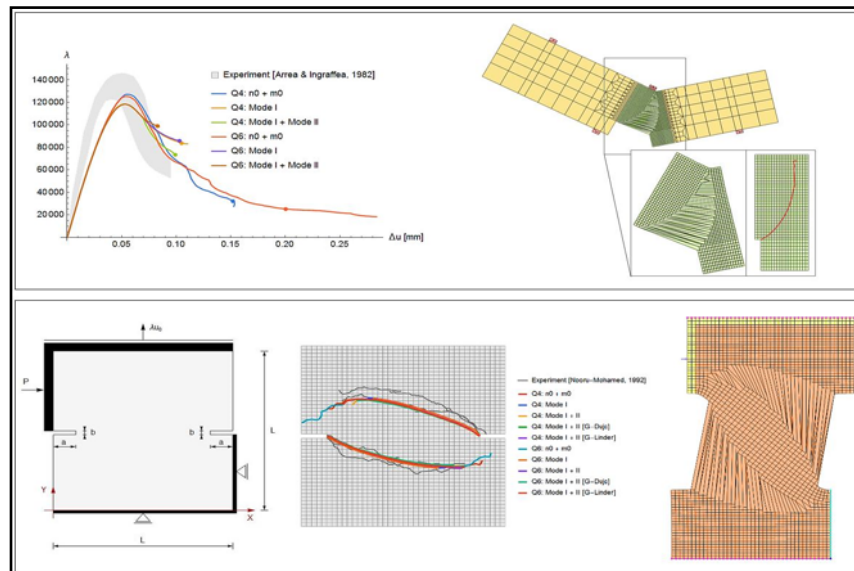 λ
140000
120000
100000
80000
60000
40000
20000
0.05
0.10
0.15
0.20
0.25
Δu [mm]
Experiment [Arrea & Ingraffea, 1982]
Q4: n0 + m0
Q4: Mode I
Q4: Mode I + Mode II
Q6: n0 + m0
Q6: Mode I
Q6: Mode I + Mode II
λu₀
P
a
b
b
a
L
Y
X
L
Experiment [Nooru-Mohamed, 1992]
Q4: n0 + m0
Q4: Mode I
Q4: Mode I + II
Q4: Mode I + II [G-Dujc]
Q4: Mode I + II [G-Linder]
Q6: n0 + m0
Q6: Mode I
Q6: Mode I + II
Q6: Mode I + II [G-Dujc]
Q6: Mode I + II [G-Linder]